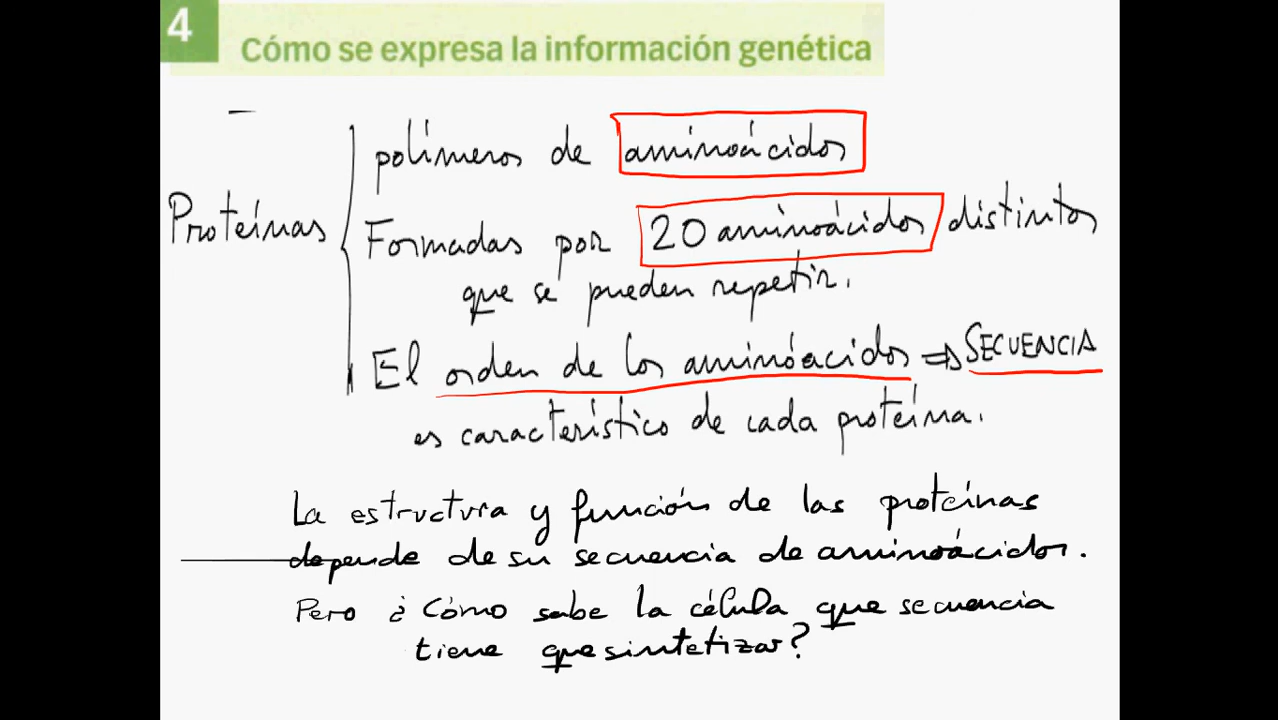 4
Cómo se expresa la información genética
polímeros de aminoácidos
Proteínas
Formadas por 20 aminoácidos distintos
que se pueden repetir.
El orden de los aminóacidos ⇒ SECUENCIA
es característico de cada proteína.
La estructura y función de las proteínas
depende de su secuencia de aminoácidos.
Pero ¿Cómo sabe la célula que secuencia
tiene que sintetizar?